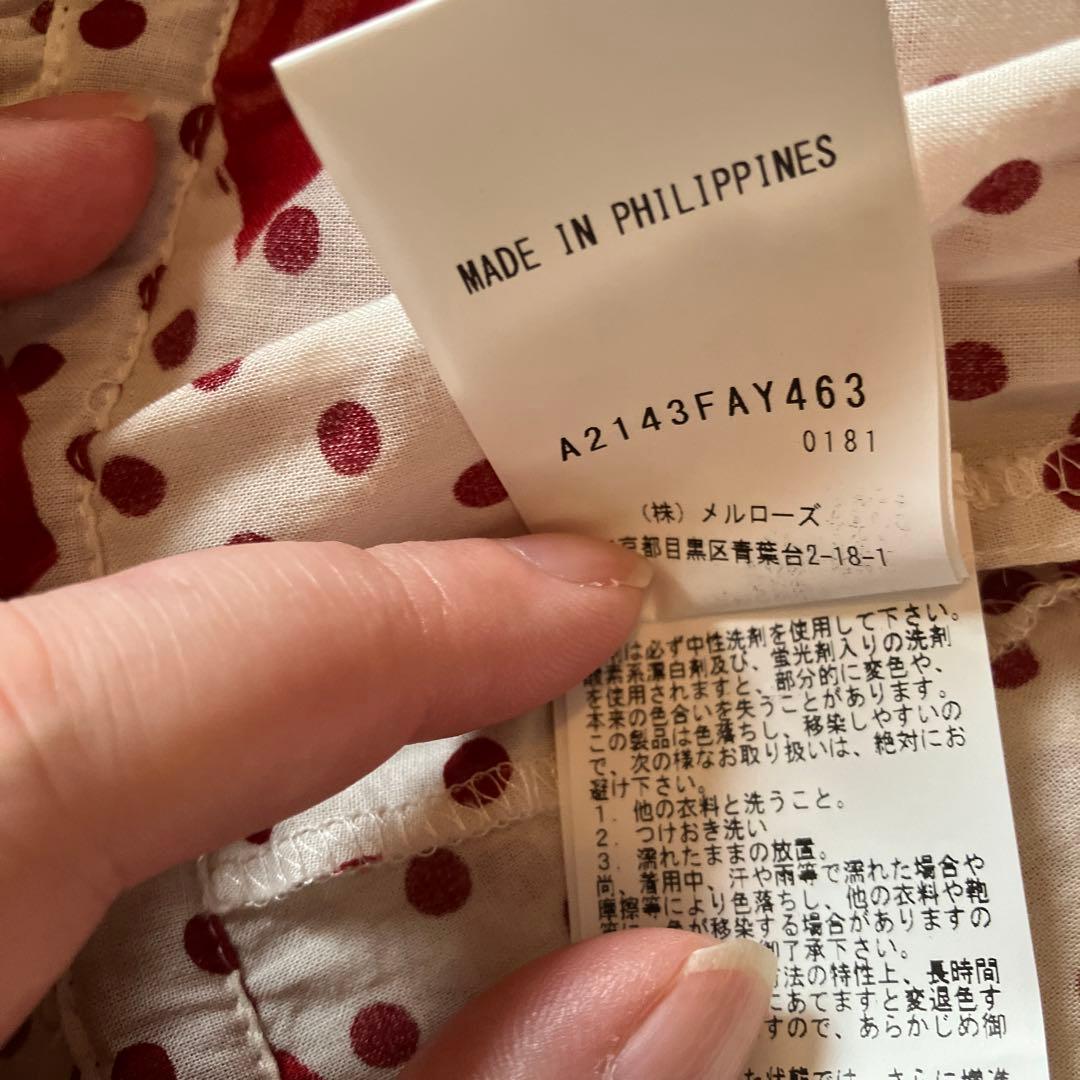 MADE IN PHILIPPINES
A2143FAY463
0181
(株) メルローズ
京都目黒区青葉台2-18-1
は必ず中性洗剤を使用して下さい。
酸素系漂白剤及び、蛍光剤入りの洗剤
を使用されますと、部分的に変色や、
本来の色合いを失うことがあります。
この製品は色落ちし、移染しやすいの
で、次の様なお取り扱いは、絶対にお
避け下さい。
1. 他の衣料と洗うこと。
2. つけおき洗い
3. 濡れたままの放置。
尚、着用中、汗や雨等で濡れた場合や
摩擦等により色落ちし、他の衣料や鞄
等に 色が移染する場合がありますの
御了承下さい。
方法の特性上、長時間
にあてますと変退色す
すので、あらかじめ御
た状態では、さらに